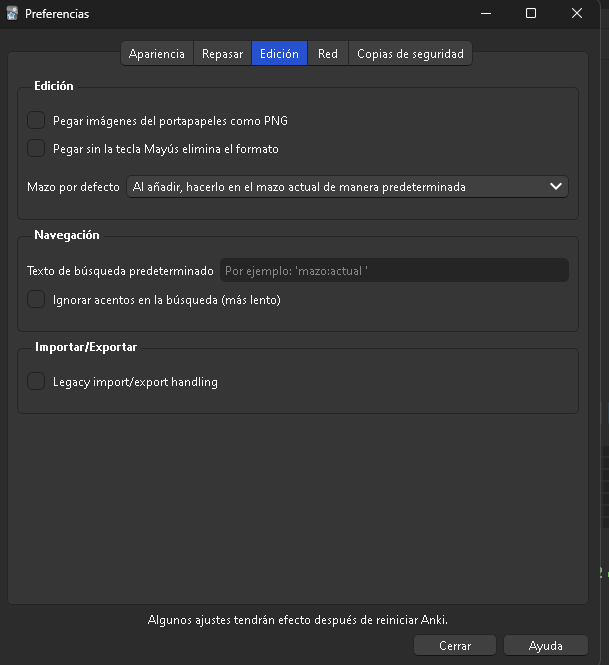 Preferencias
Apariencia Repasar Edición Red Copias de seguridad
Edición
Pegar imágenes del portapapeles como PNG
Pegar sin la tecla Mayús elimina el formato
Mazo por defecto Al añadir, hacerlo en el mazo actual de manera predeterminada
Navegación
Texto de búsqueda predeterminado Por ejemplo: 'mazo:actual '
Ignorar acentos en la búsqueda (más lento)
Importar/Exportar
Legacy import/export handling
Algunos ajustes tendrán efecto después de reiniciar Anki.
Cerrar Ayuda